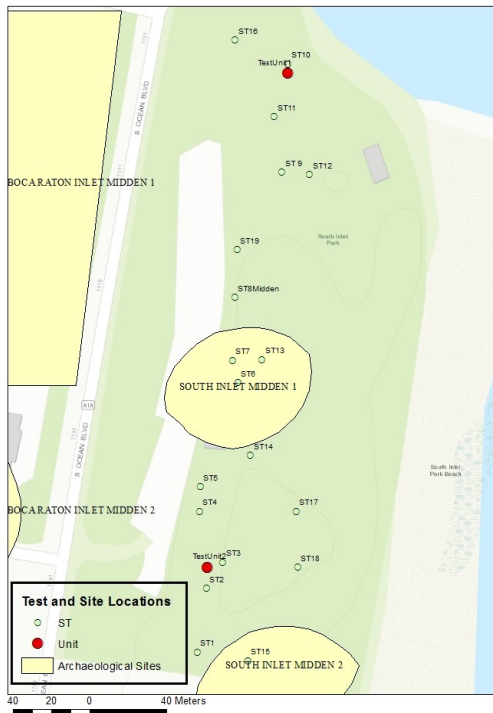 ST16
ST10
TestUnit1
ST11
S OCEAN BLVD
ST 9
ST12
BOCARATON INLET MIDDEN 1
South Inlet
Park
ST19
ST8Midden
ST7
ST13
ST6
SOUTH INLET MIDDEN 1
A1A
S OCEAN BLVD
ST14
South Inlet
Park Beach
ST5
ST4
ST17
BOCARATON INLET MIDDEN 2
TestUnit2
ST3
ST18
ST2
Test and Site Locations
ST
Unit
Archaeological Sites
ST1
ST15
SOUTH INLET MIDDEN 2
40 20 0 40 Meters